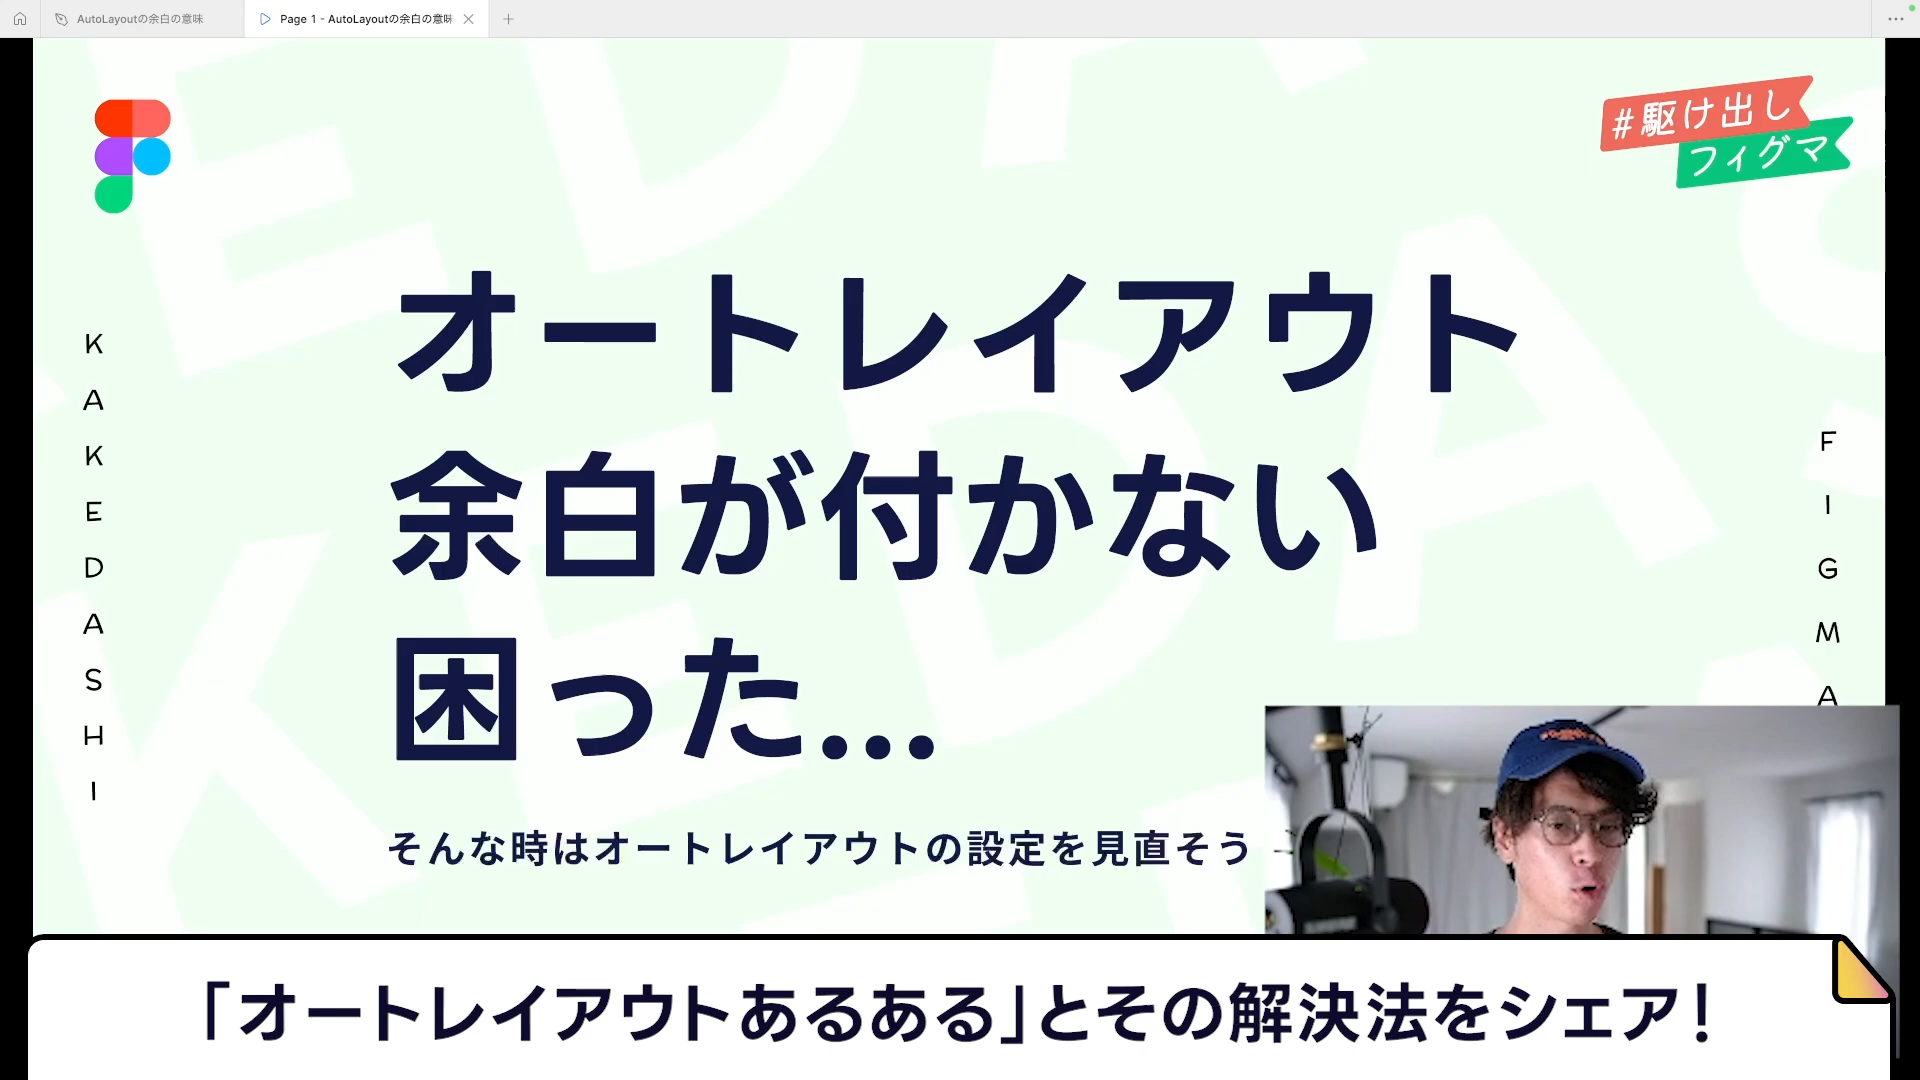 AutoLayoutの余白の意味
Page 1 - AutoLayoutの余白の意味
#駆け出し
フィグマ
オートレイアウト
余白が付かない
困った...
そんな時はオートレイアウトの設定を見直そう
KAKEDASHI
FIGMA
「オートレイアウトあるある」とその解決法をシェア!